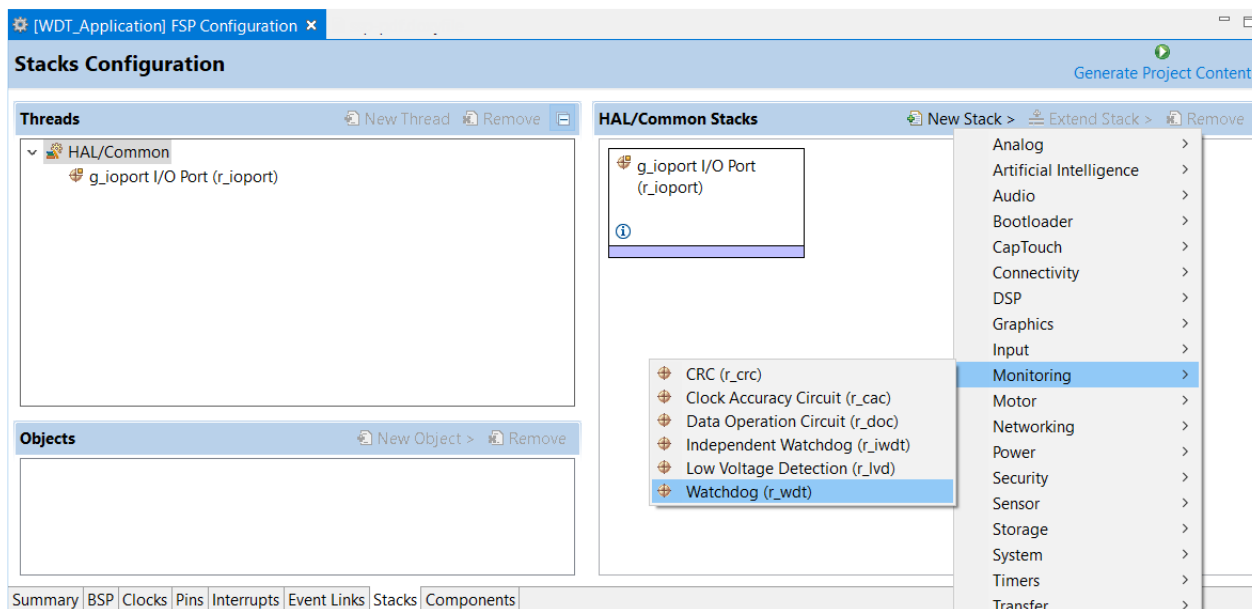 [WDT_Application] FSP Configuration
Stacks Configuration
Generate Project Content
Threads
New Thread
Remove
HAL/Common
g_ioport I/O Port (r_ioport)
Objects
New Object >
Remove
HAL/Common Stacks
New Stack >
Extend Stack >
Remove
g_ioport I/O Port
(r_ioport)
Analog
Artificial Intelligence
Audio
Bootloader
CapTouch
Connectivity
DSP
Graphics
Input
Monitoring
Motor
Networking
Power
Security
Sensor
Storage
System
Timers
Transfer
CRC (r_crc)
Clock Accuracy Circuit (r_cac)
Data Operation Circuit (r_doc)
Independent Watchdog (r_iwdt)
Low Voltage Detection (r_lvd)
Watchdog (r_wdt)
Summary BSP Clocks Pins Interrupts Event Links Stacks Components